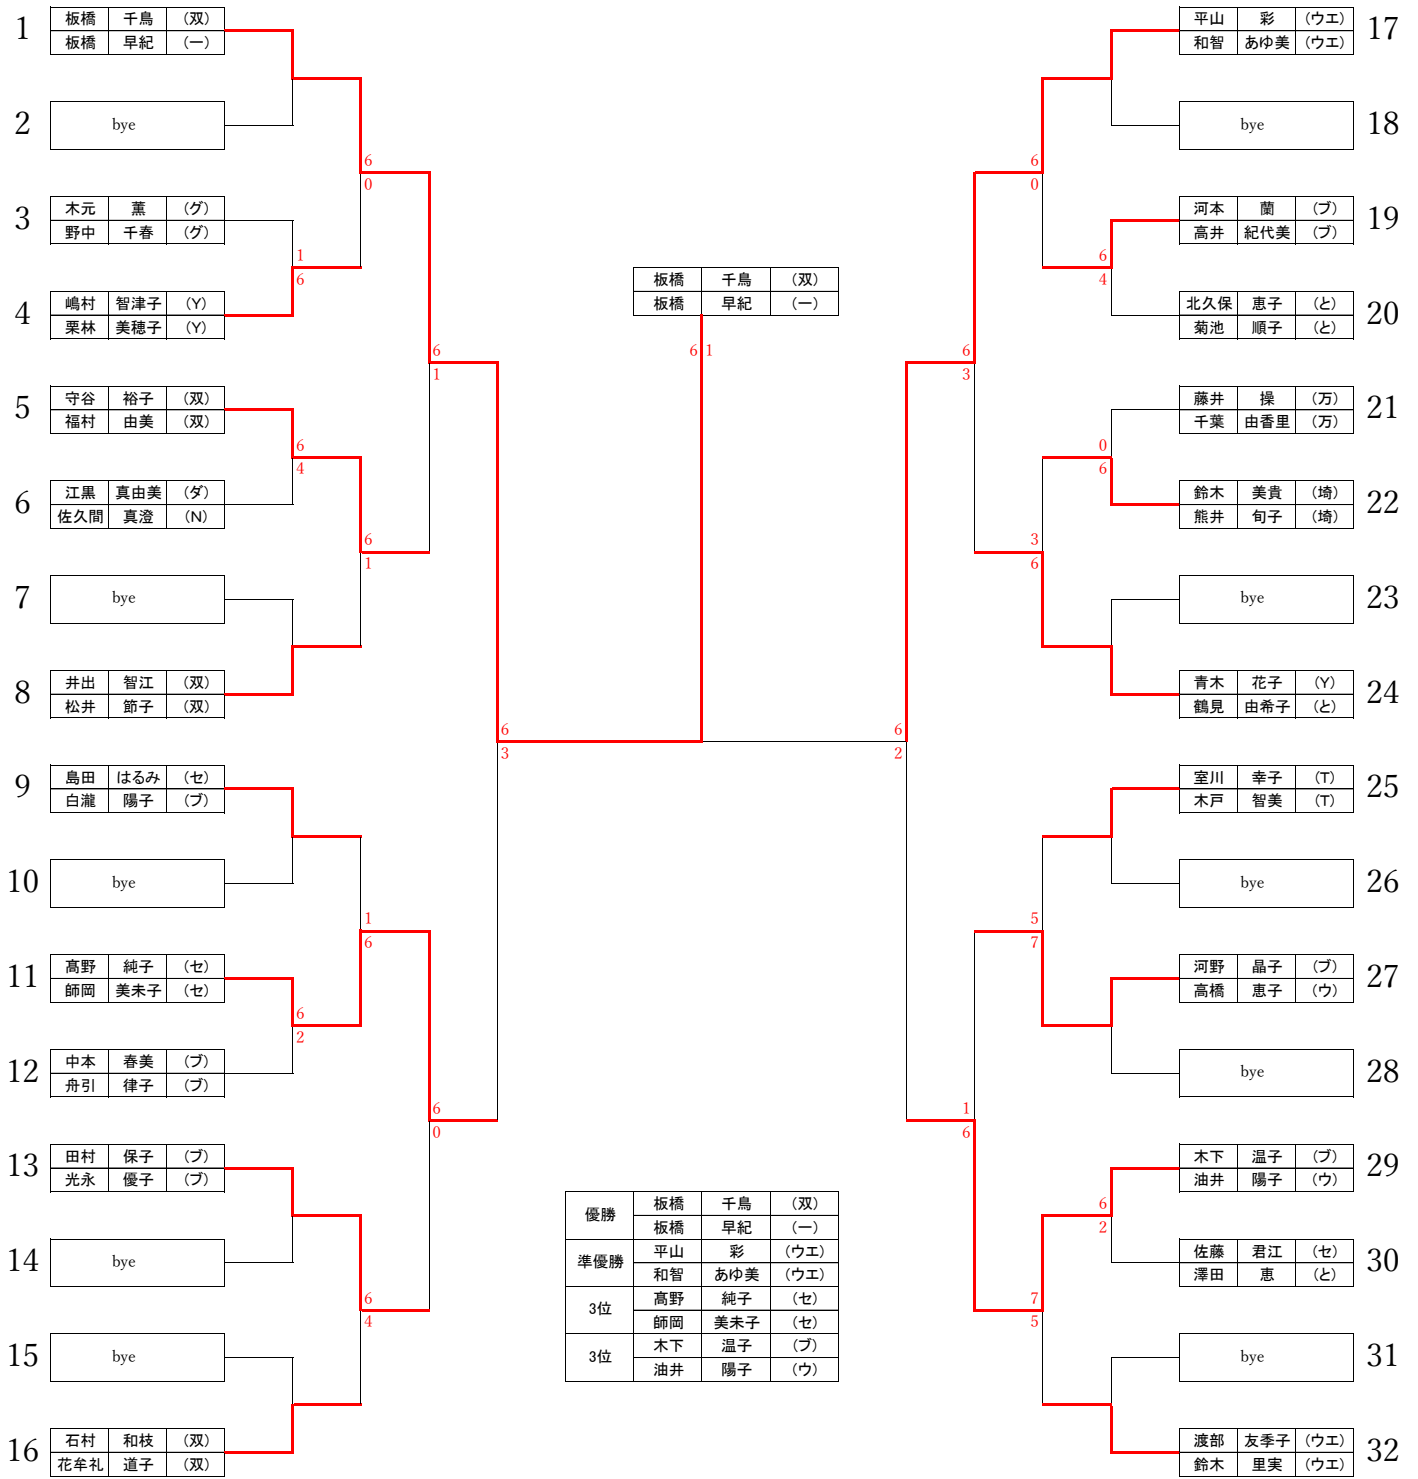 1 板橋 千鳥 (双)
板橋 早紀 (一)
2 bye
6
0
3 木元 薫 (グ)
野中 千春 (グ)
1
6
4 嶋村 智津子 (Y)
栗林 美穂子 (Y)
6
1
5 守谷 裕子 (双)
福村 由美 (双)
6
4
6 江黒 真由美 (ダ)
佐久間 真澄 (N)
6
1
7 bye
8 井出 智江 (双)
松井 節子 (双)
6
3
9 島田 はるみ (セ)
白瀧 陽子 (ブ)
10 bye
1
6
11 髙野 純子 (セ)
師岡 美未子 (セ)
6
2
12 中本 春美 (ブ)
舟引 律子 (ブ)
6
0
13 田村 保子 (ブ)
光永 優子 (ブ)
14 bye
6
4
15 bye
16 石村 和枝 (双)
花牟礼 道子 (双)
板橋 千鳥 (双)
板橋 早紀 (一)
6 1
優勝 板橋 千鳥 (双)
板橋 早紀 (一)
準優勝 平山 彩 (ウエ)
和智 あゆ美 (ウエ)
3位 髙野 純子 (セ)
師岡 美未子 (セ)
3位 木下 温子 (ブ)
油井 陽子 (ウ)
平山 彩 (ウエ) 17
和智 あゆ美 (ウエ)
bye 18
6
0
河本 蘭 (ブ) 19
高井 紀代美 (ブ)
6
4
北久保 恵子 (と) 20
菊池 順子 (と)
6
3
藤井 操 (万) 21
千葉 由香里 (万)
0
6
鈴木 美貴 (埼) 22
熊井 旬子 (埼)
3
6
bye 23
青木 花子 (Y) 24
鶴見 由希子 (と)
6
2
室川 幸子 (T) 25
木戸 智美 (T)
bye 26
5
7
河野 晶子 (ブ) 27
高橋 恵子 (ウ)
bye 28
1
6
木下 温子 (ブ) 29
油井 陽子 (ウ)
6
2
佐藤 君江 (セ) 30
澤田 恵 (と)
7
5
bye 31
渡部 友季子 (ウエ) 32
鈴木 里実 (ウエ)